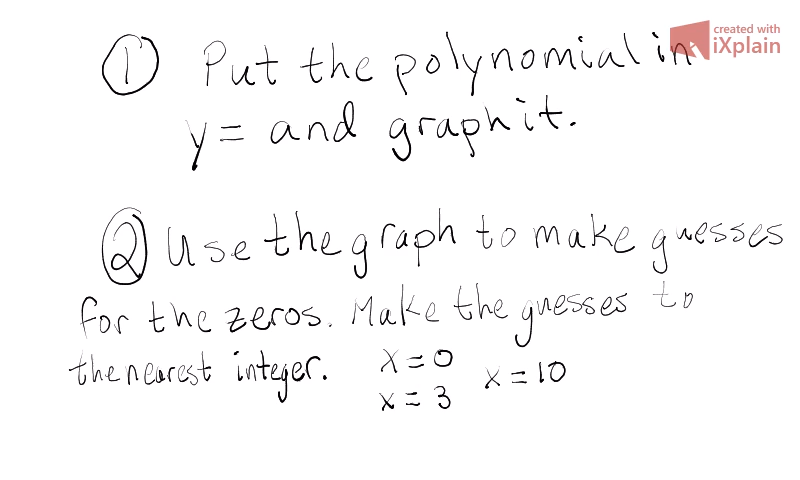 created with
iXplain
① Put the polynomial in
y= and graph it.
② Use the graph to make guesses
for the zeros. Make the guesses to
the nearest integer. x=0 x=10
x=3